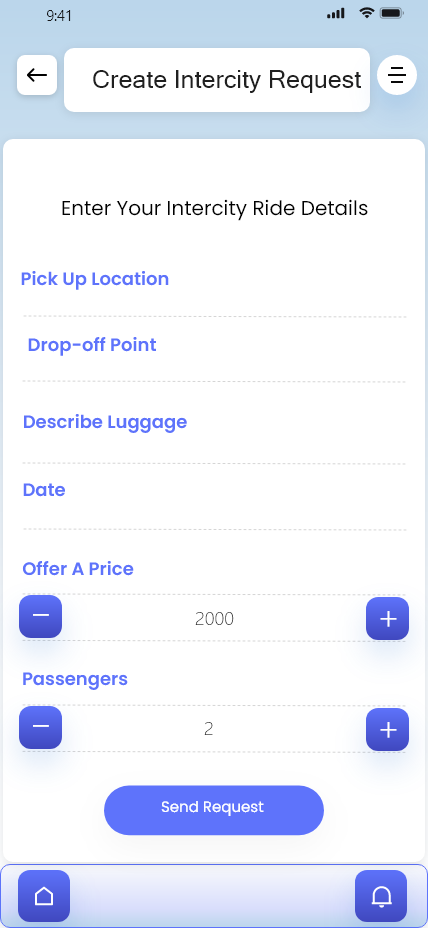 9:41
Create Intercity Request
Enter Your Intercity Ride Details
Pick Up Location
Drop-off Point
Describe Luggage
Date
Offer A Price
2000
Passengers
2
Send Request